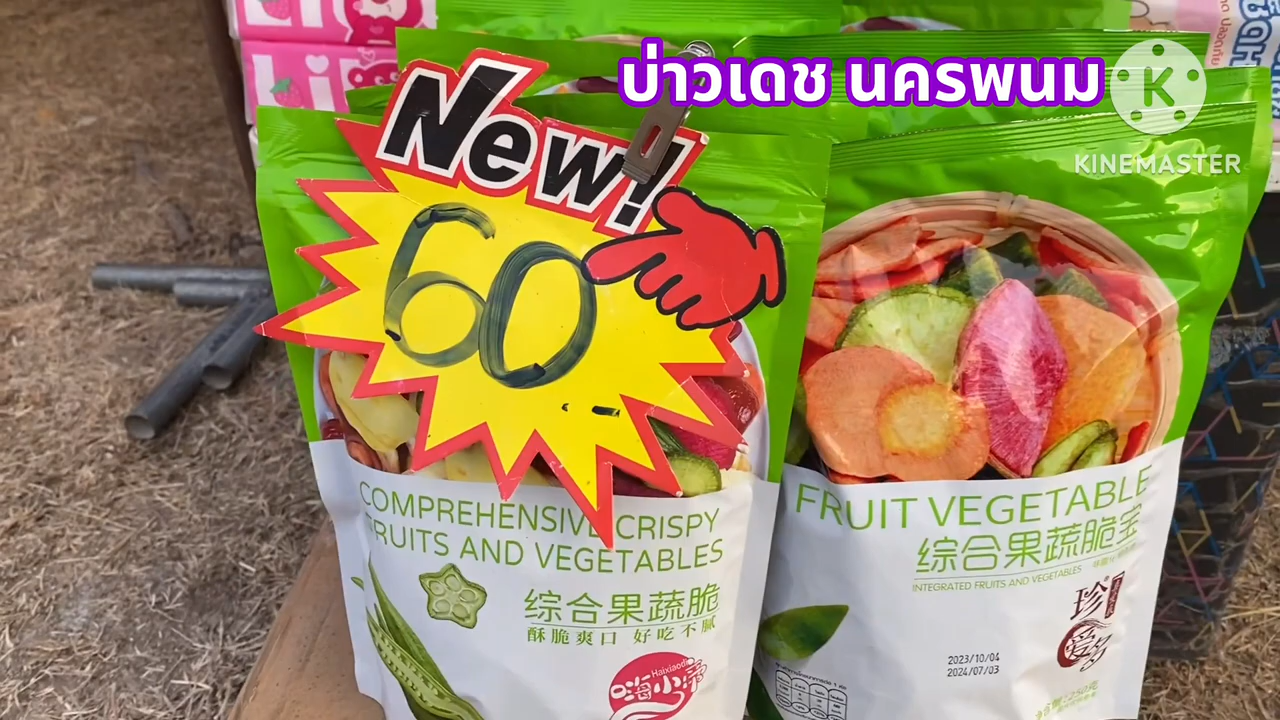 บ่าวเดช นครพนม
KINEMASTER
New!
60
COMPREHENSIVE CRISPY
FRUITS AND VEGETABLES
综合果蔬脆
酥脆爽口 好吃不腻
Haixiaodi
FRUIT VEGETABLE
综合果蔬脆宝
INTEGRATED FRUITS AND VEGETABLES
2023/10/04
2024/07/03